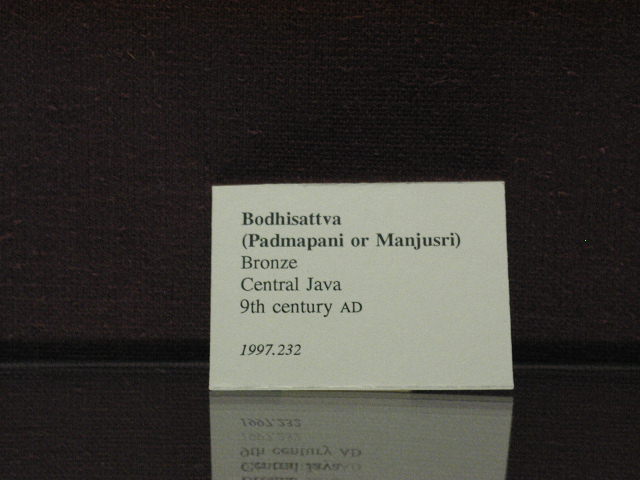 Bodhisattva
(Padmapani or Manjusri)
Bronze
Central Java
9th century AD
1997.232